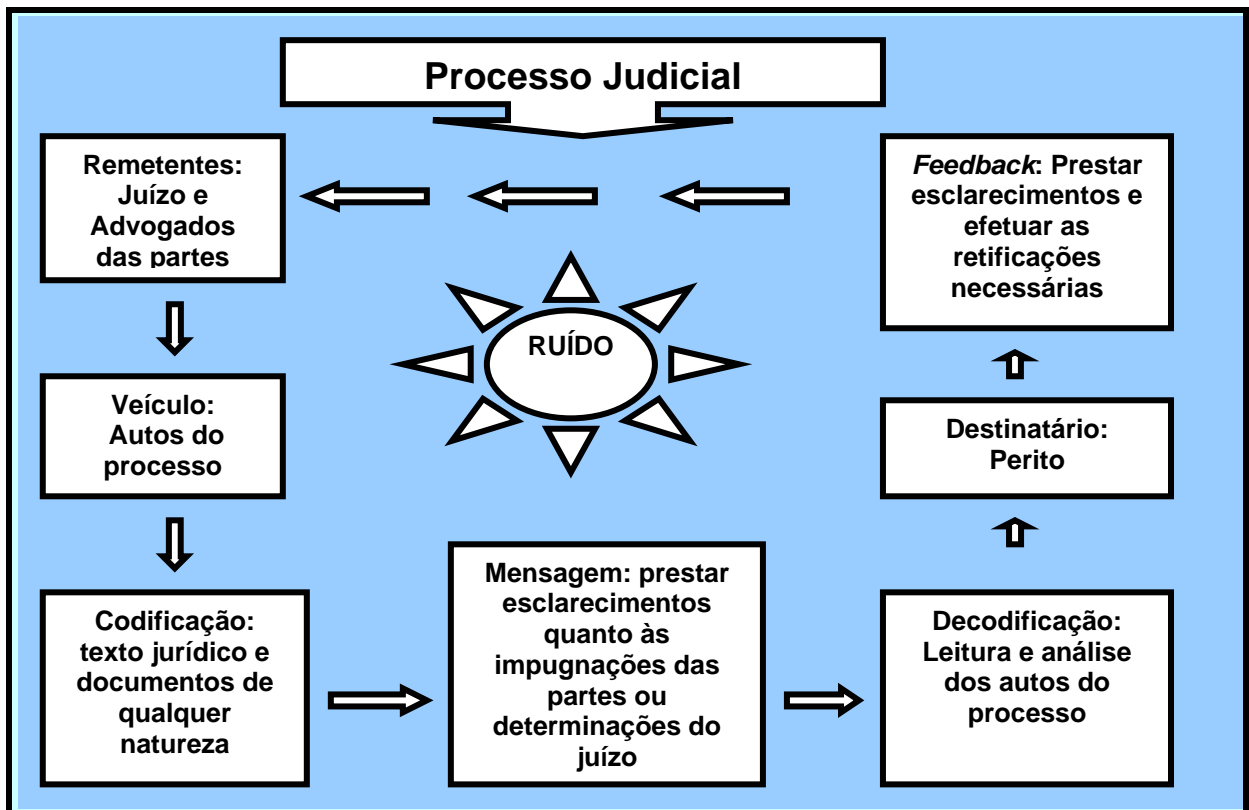 Processo Judicial
Remetentes:
Juízo e
Advogados
das partes
Feedback: Prestar
esclarecimentos e
efetuar as
retificações
necessárias
RUÍDO
Veículo:
Autos do
processo
Destinatário:
Perito
Codificação:
texto jurídico e
documentos de
qualquer
natureza
Mensagem: prestar
esclarecimentos
quanto às
impugnações das
partes ou
determinações do
juízo
Decodificação:
Leitura e análise
dos autos do
processo